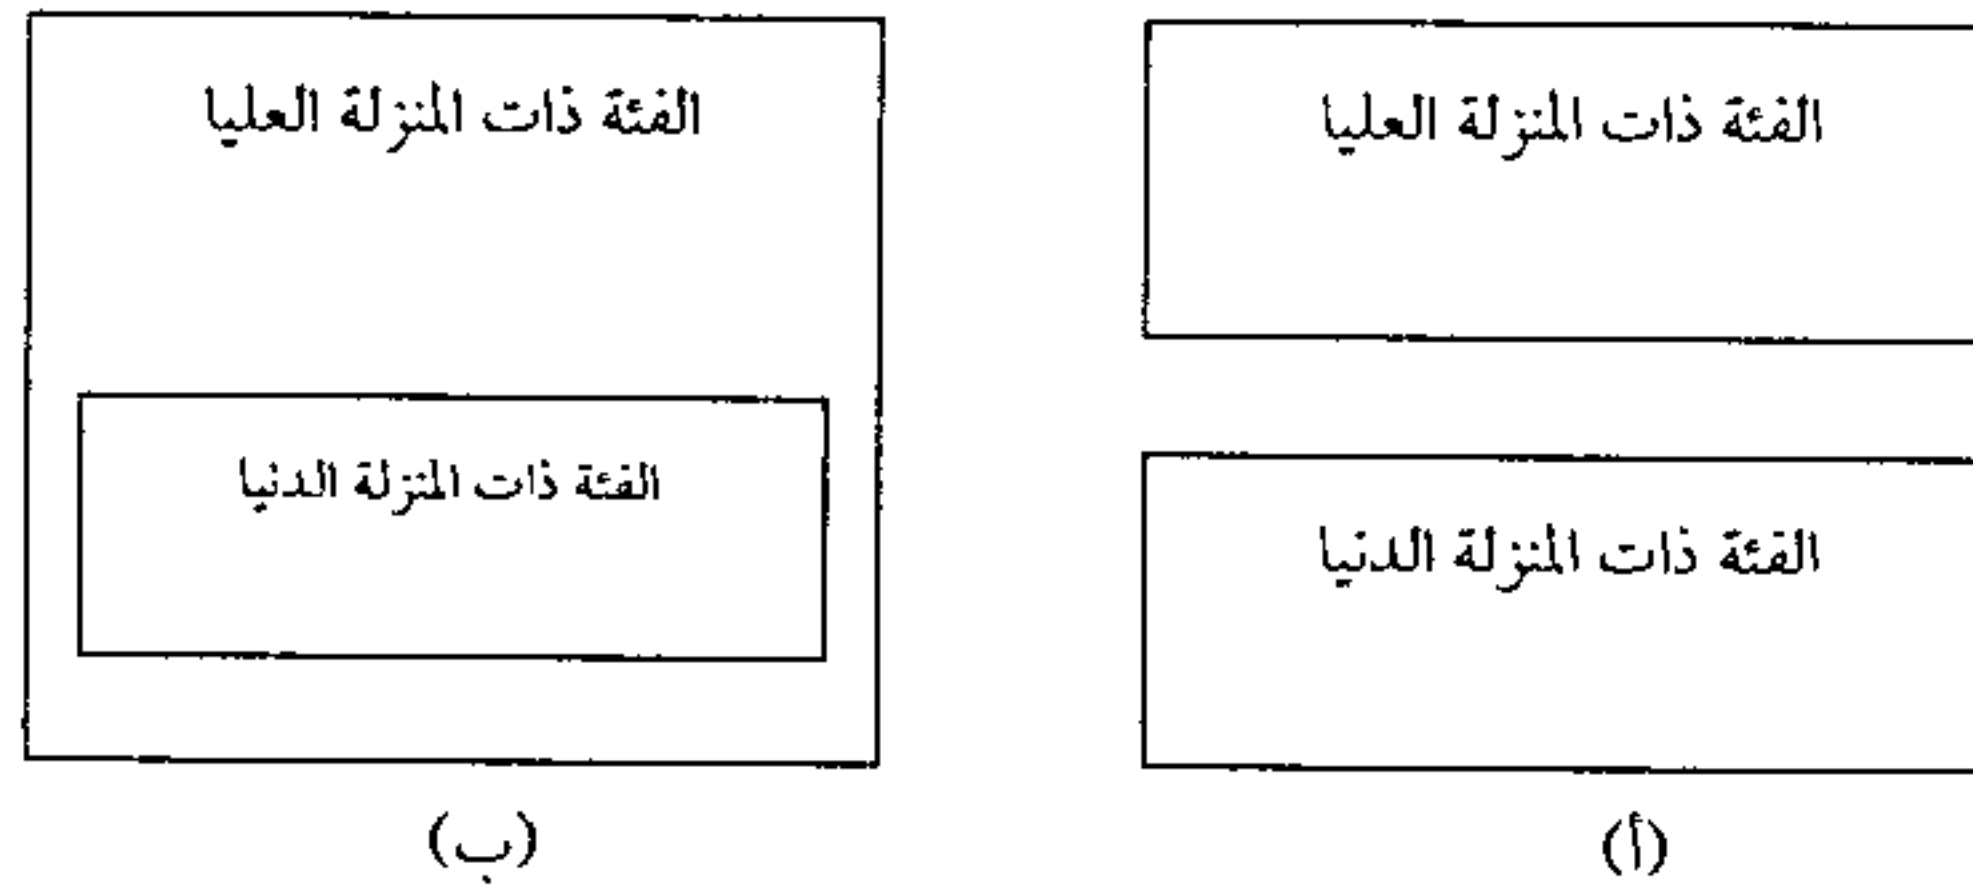 الفئة ذات المنزلة العليا
الفئة ذات المنزلة الدنيا
(أ)
الفئة ذات المنزلة العليا
الفئة ذات المنزلة الدنيا
(ب)